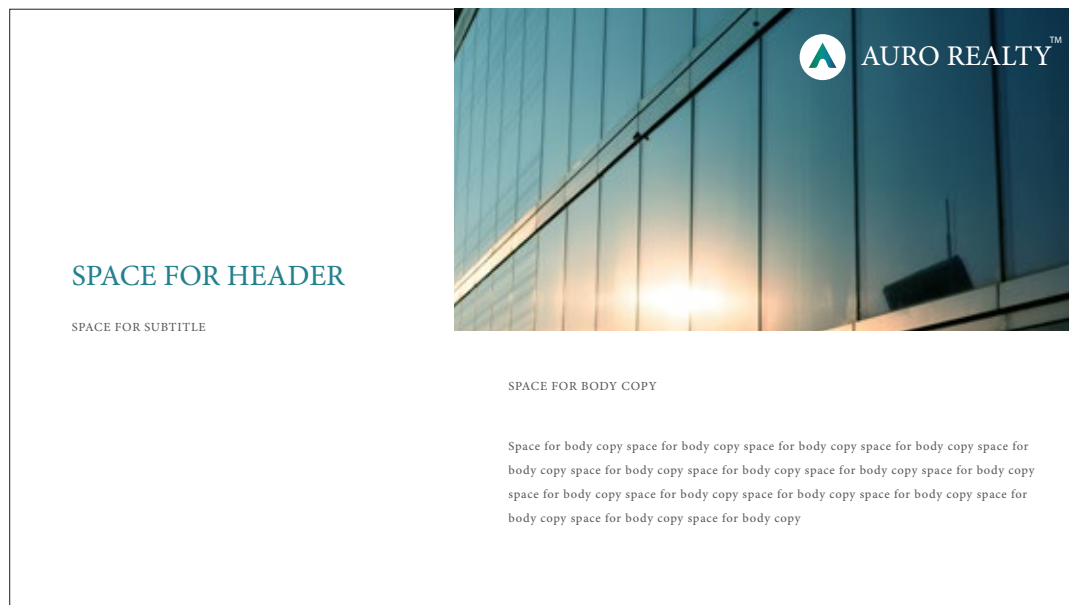 AURO REALTY™
SPACE FOR HEADER
SPACE FOR SUBTITLE
SPACE FOR BODY COPY
Space for body copy space for body copy space for body copy space for body copy space for
body copy space for body copy space for body copy space for body copy space for body copy
space for body copy space for body copy space for body copy space for body copy space for
body copy space for body copy space for body copy